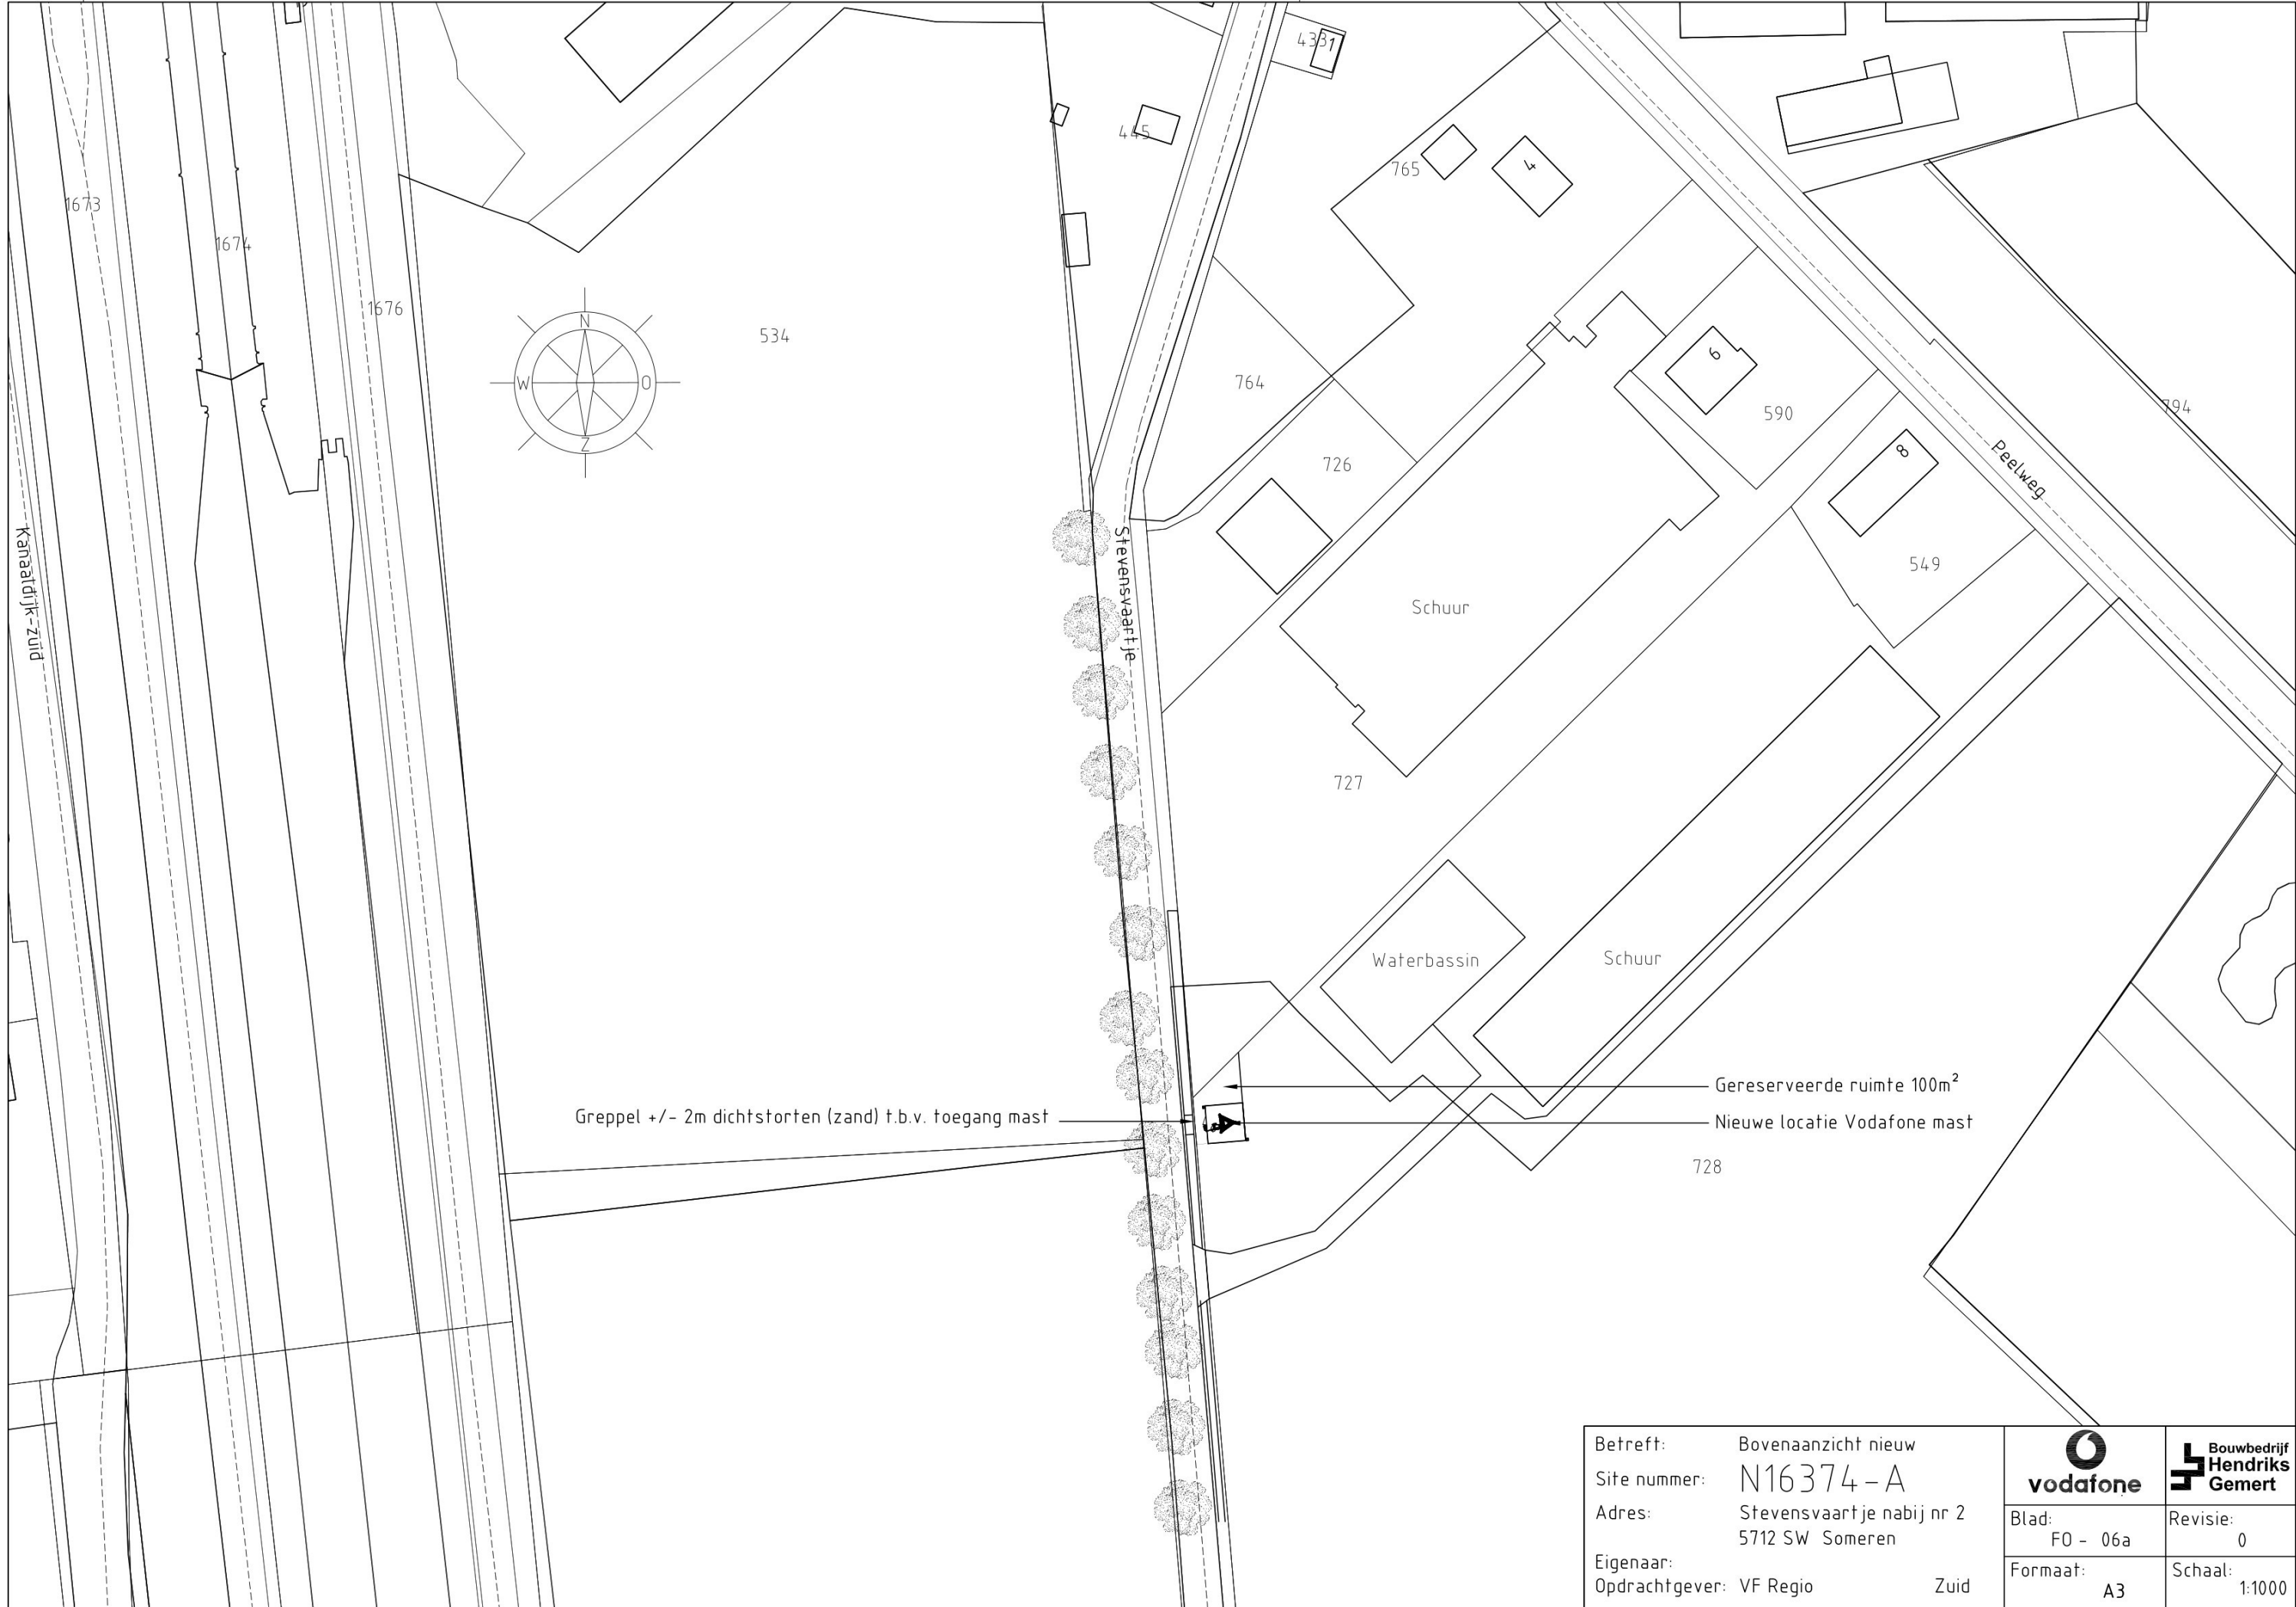 4331
445
765
4
1673
1674
1676
534
N
W
O
Z
764
6
590
794
726
8
549
Peelweg
Kanaaldijk-zuid
Stevensvaartje
Schuur
727
Waterbassin
Schuur
Gereserveerde ruimte 100m²
Greppel +/- 2m dichtstorten (zand) t.b.v. toegang mast
Nieuwe locatie Vodafone mast
728
Betreft: Bovenaanzicht nieuw
Site nummer: N16374-A
Adres: Stevensvaartje nabij nr 2
5712 SW Someren
Eigenaar:
Opdrachtgever: VF Regio Zuid
vodafone
Bouwbedrijf
Hendriks
Gemert
Blad:
FO - 06a
Revisie:
0
Formaat:
A3
Schaal:
1:1000